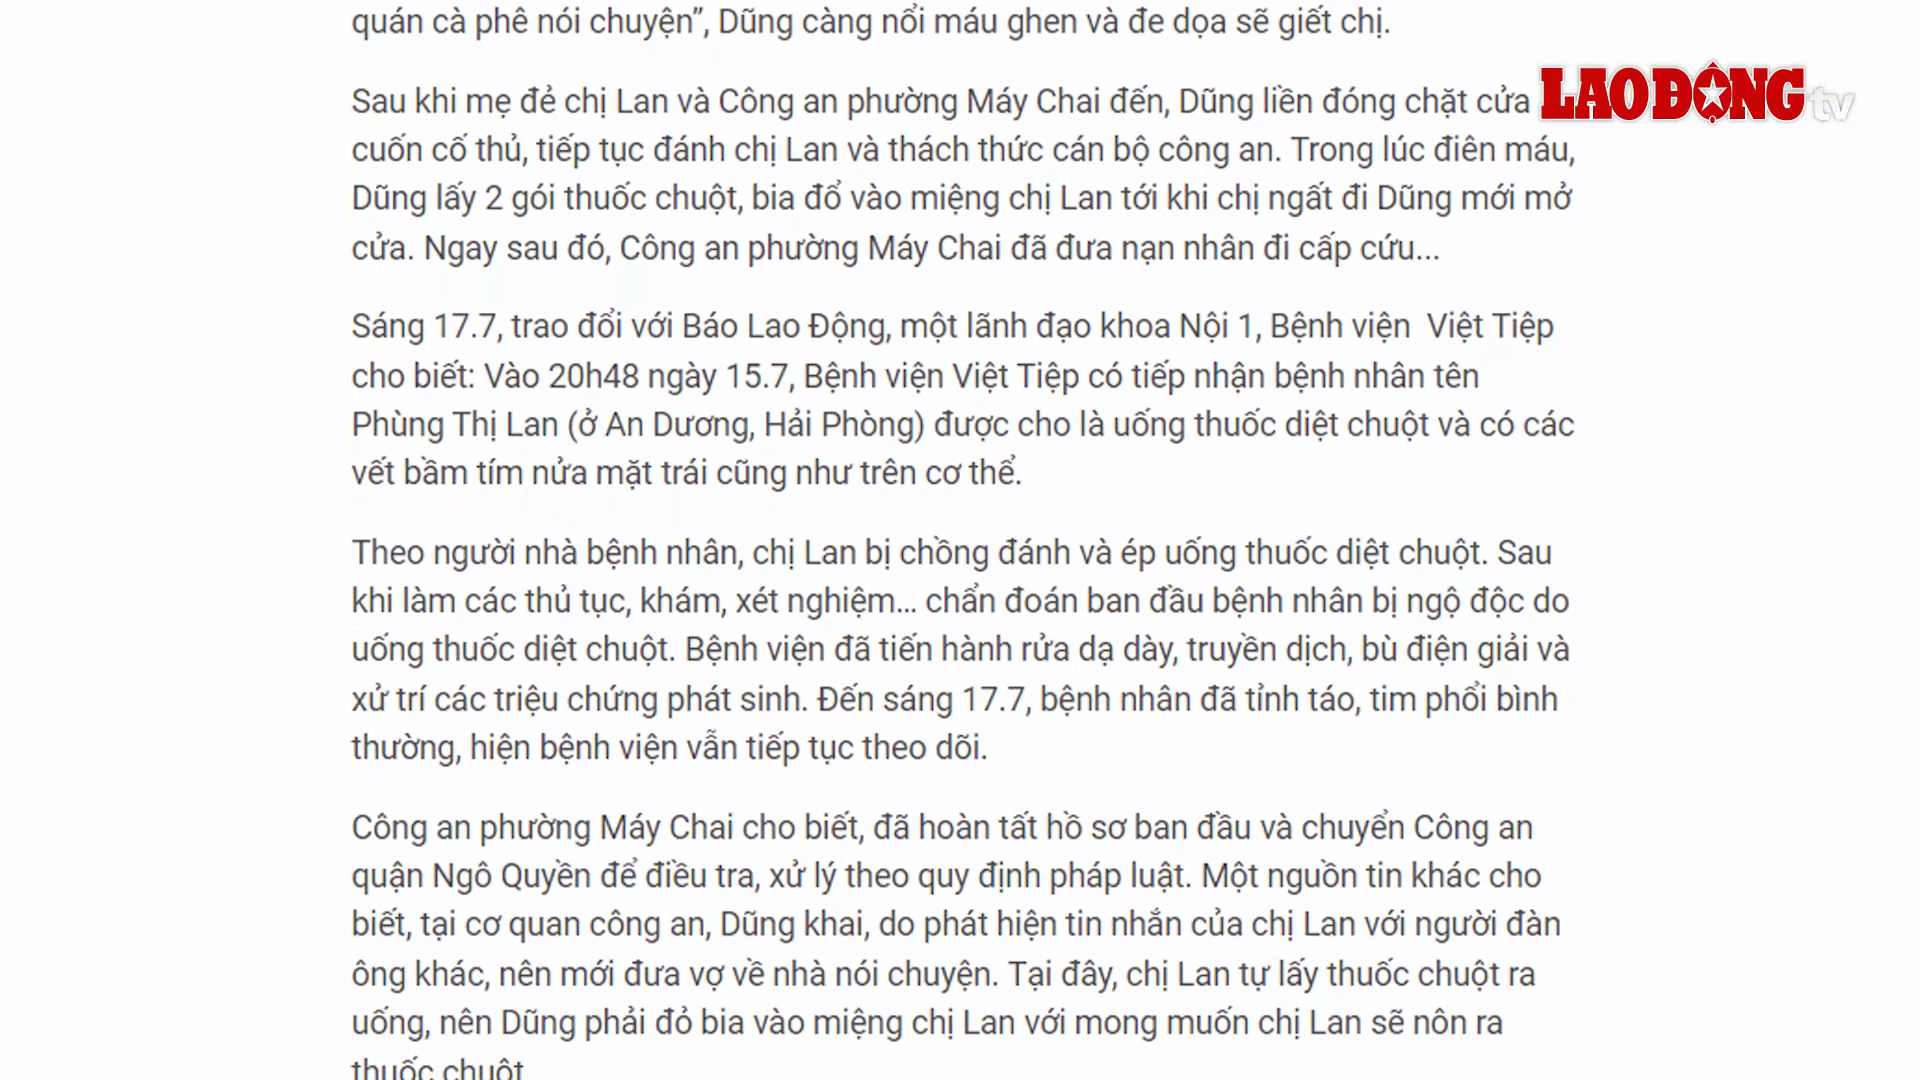 quán cà phê nói chuyện”, Dũng càng nổi máu ghen và đe dọa sẽ giết chị.
Sau khi mẹ đẻ chị Lan và Công an phường Máy Chai đến, Dũng liền đóng chặt cửa
LAO ĐỘNG tv
cuốn cố thủ, tiếp tục đánh chị Lan và thách thức cán bộ công an. Trong lúc điên máu,
Dũng lấy 2 gói thuốc chuột, bia đổ vào miệng chị Lan tới khi chị ngất đi Dũng mới mở
cửa. Ngay sau đó, Công an phường Máy Chai đã đưa nạn nhân đi cấp cứu...
Sáng 17.7, trao đổi với Báo Lao Động, một lãnh đạo khoa Nội 1, Bệnh viện  Việt Tiệp
cho biết: Vào 20h48 ngày 15.7, Bệnh viện Việt Tiệp có tiếp nhận bệnh nhân tên
Phùng Thị Lan (ở An Dương, Hải Phòng) được cho là uống thuốc diệt chuột và có các
vết bầm tím nửa mặt trái cũng như trên cơ thể.
Theo người nhà bệnh nhân, chị Lan bị chồng đánh và ép uống thuốc diệt chuột. Sau
khi làm các thủ tục, khám, xét nghiệm… chẩn đoán ban đầu bệnh nhân bị ngộ độc do
uống thuốc diệt chuột. Bệnh viện đã tiến hành rửa dạ dày, truyền dịch, bù điện giải và
xử trí các triệu chứng phát sinh. Đến sáng 17.7, bệnh nhân đã tỉnh táo, tim phổi bình
thường, hiện bệnh viện vẫn tiếp tục theo dõi.
Công an phường Máy Chai cho biết, đã hoàn tất hồ sơ ban đầu và chuyển Công an
quận Ngô Quyền để điều tra, xử lý theo quy định pháp luật. Một nguồn tin khác cho
biết, tại cơ quan công an, Dũng khai, do phát hiện tin nhắn của chị Lan với người đàn
ông khác, nên mới đưa vợ về nhà nói chuyện. Tại đây, chị Lan tự lấy thuốc chuột ra
uống, nên Dũng phải đỏ bia vào miệng chị Lan với mong muốn chị Lan sẽ nôn ra
thuốc chuột